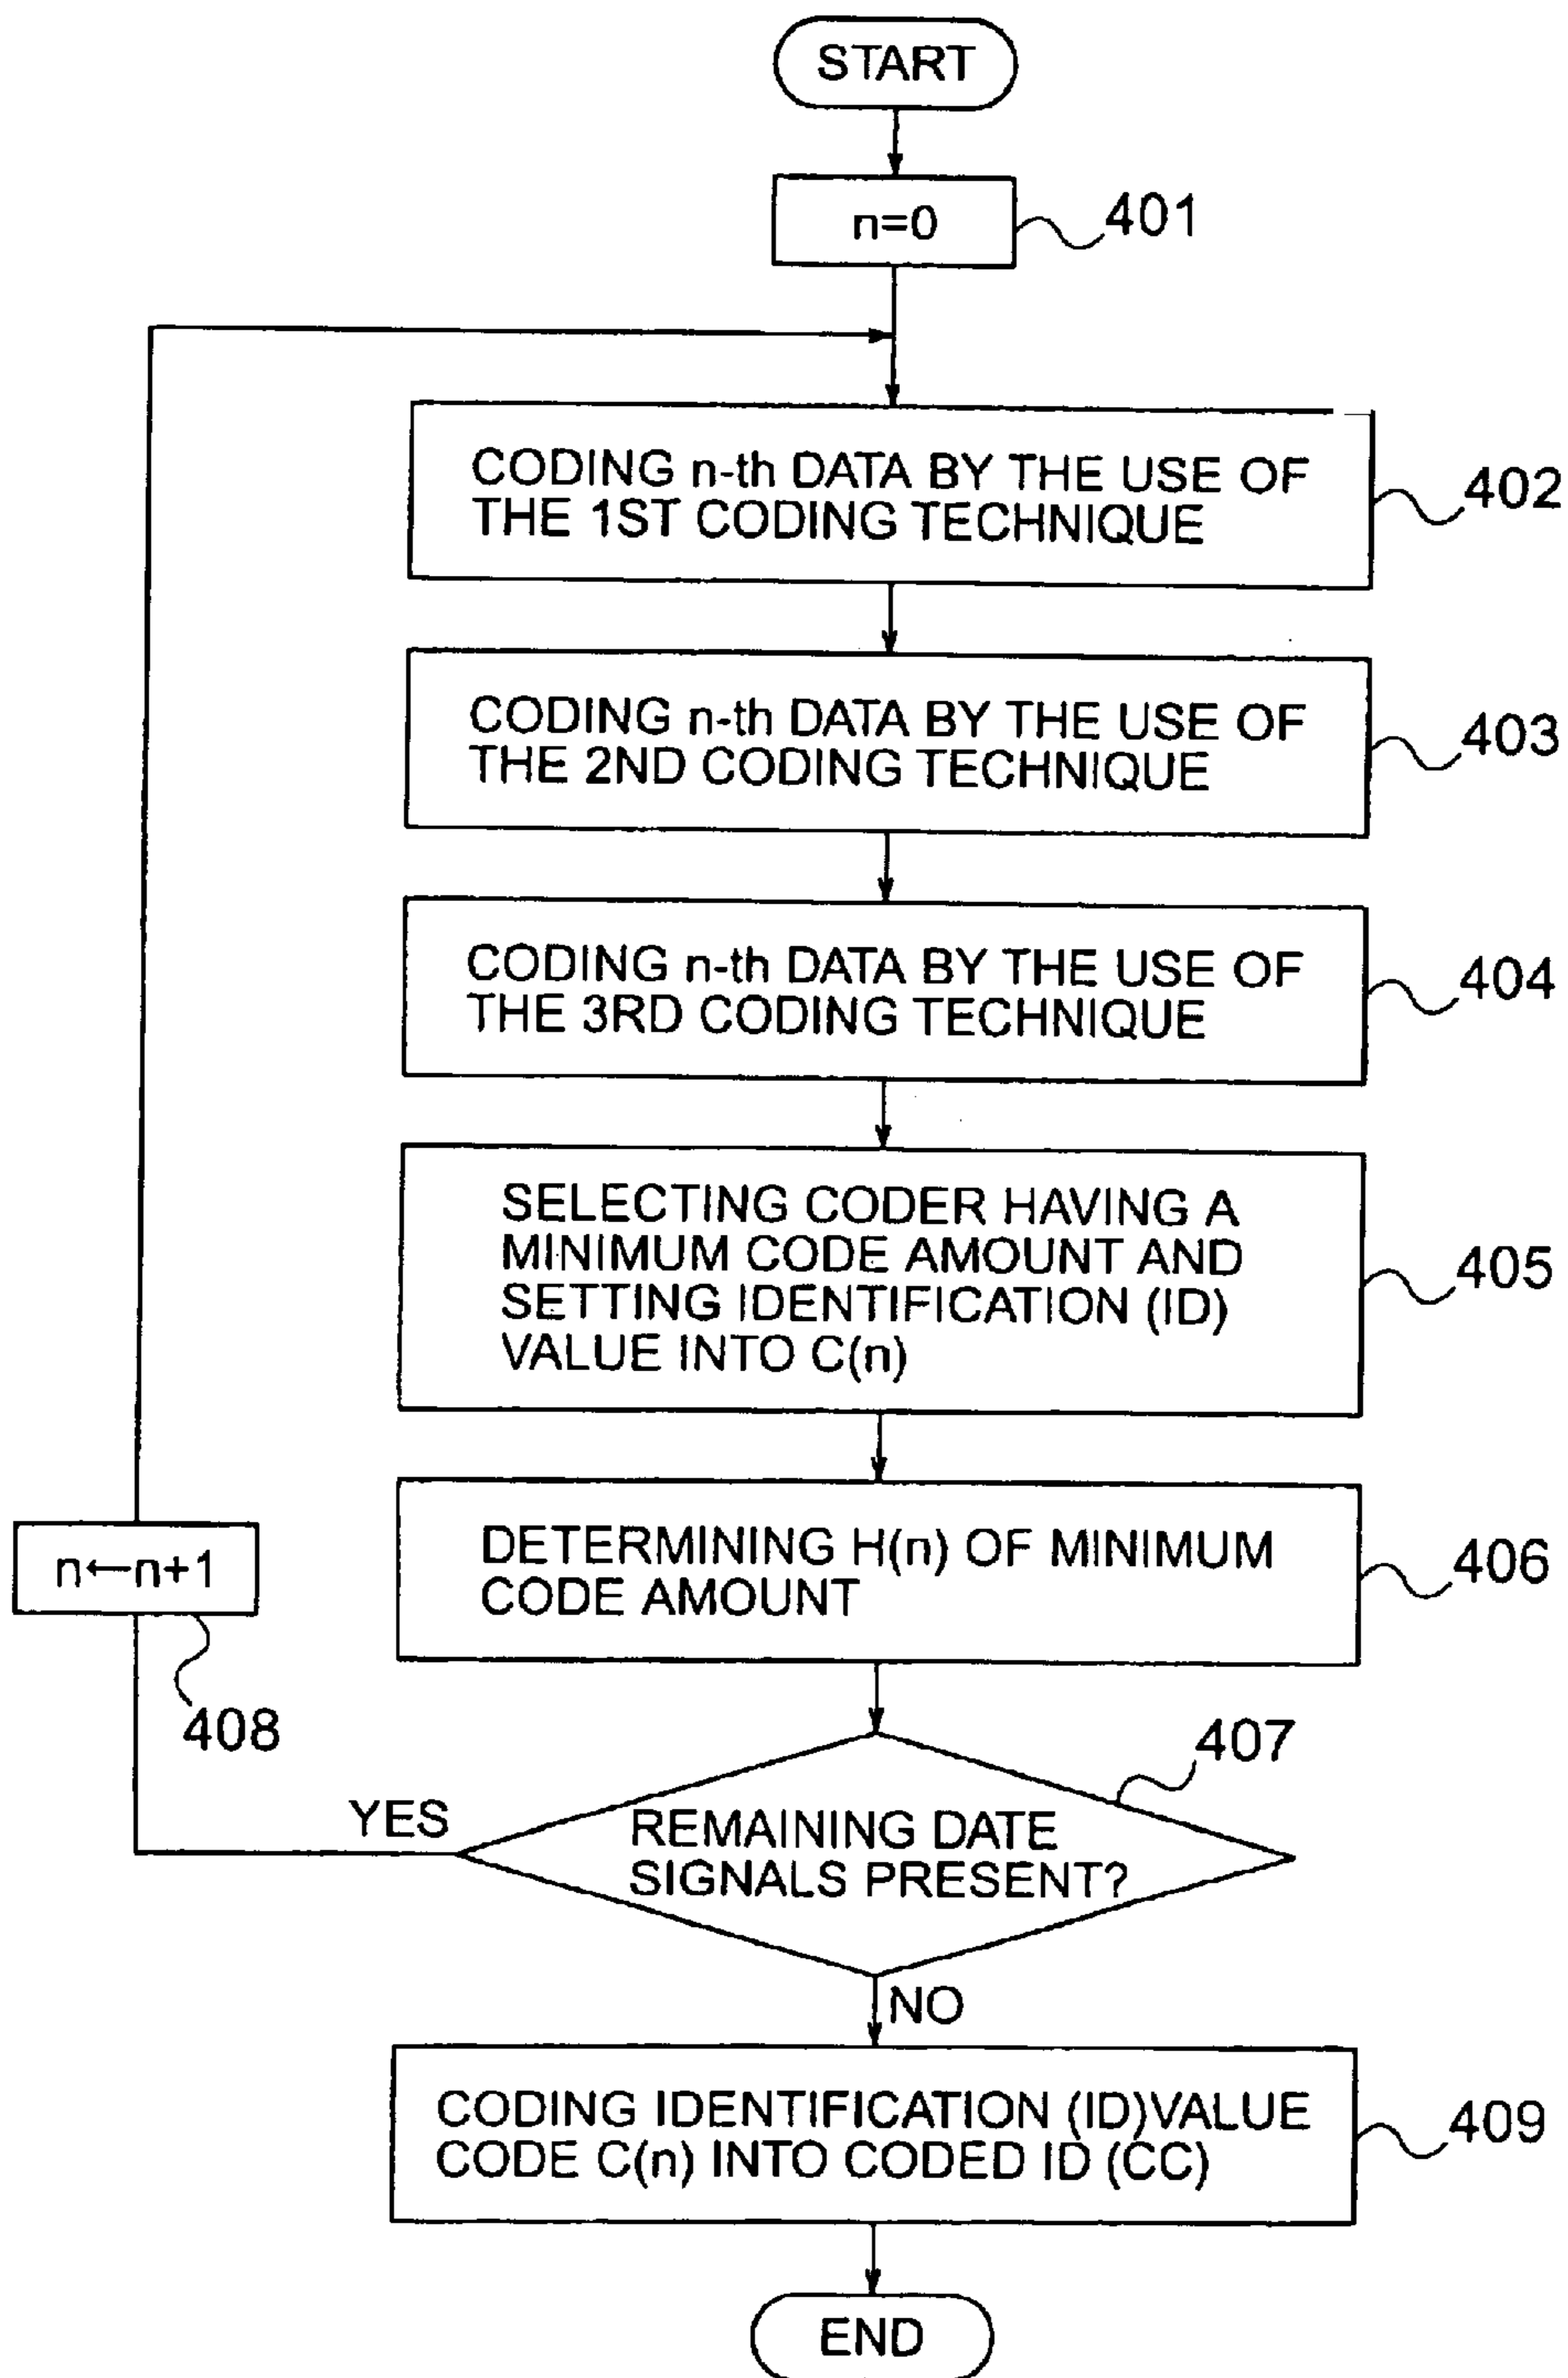 START
n=0
401
CODING n-th DATA BY THE USE OF
THE 1ST CODING TECHNIQUE
402
CODING n-th DATA BY THE USE OF
THE 2ND CODING TECHNIQUE
403
CODING n-th DATA BY THE USE OF
THE 3RD CODING TECHNIQUE
404
SELECTING CODER HAVING A
MINIMUM CODE AMOUNT AND
SETTING IDENTIFICATION (ID)
VALUE INTO C(n)
405
DETERMINING H(n) OF MINIMUM
CODE AMOUNT
406
n←n+1
408
407
YES
REMAINING DATE
SIGNALS PRESENT?
NO
CODING IDENTIFICATION (ID)VALUE
CODE C(n) INTO CODED ID (CC)
409
END